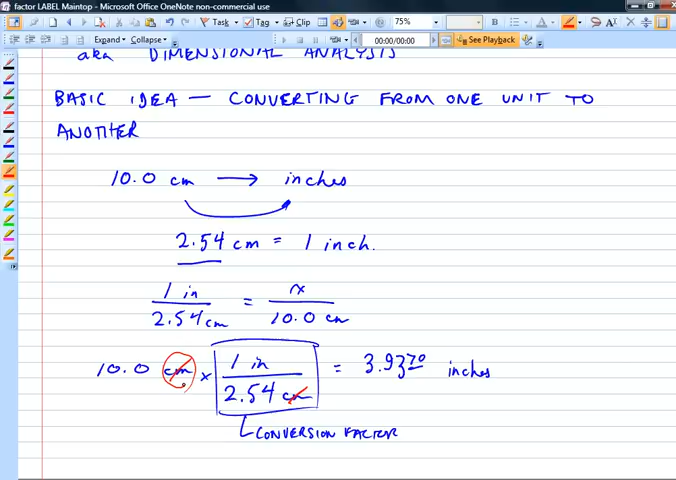 factor LABEL Maintop - Microsoft Office OneNote non-commercial use
75% Task Tag
Expand Collapse 00:00/00:00 See Playback
aka DIMENSIONAL ANALYSIS
BASIC IDEA — CONVERTING FROM ONE UNIT TO
ANOTHER
10.0 cm → inches
2.54 cm = 1 inch.
1 in / 2.54 cm = x / 10.0 cm
10.0 cm × 1 in / 2.54 cm = 3.9370 inches
CONVERSION FACTOR